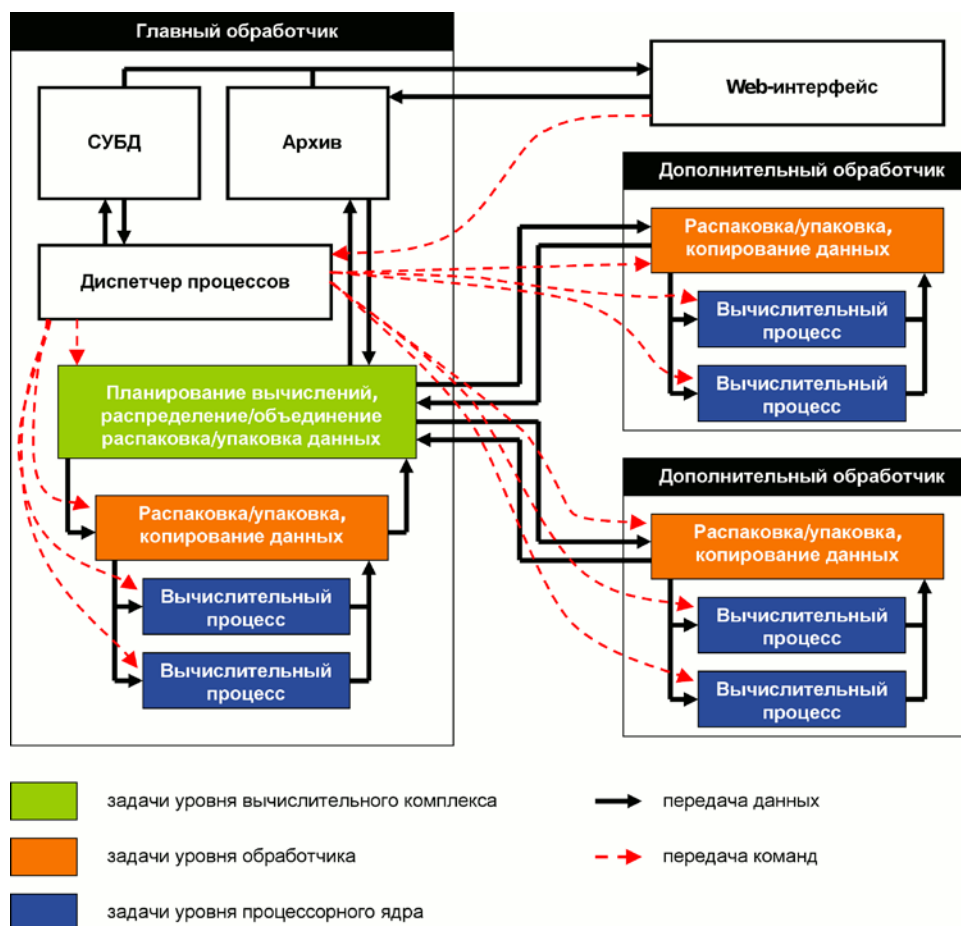 Главный обработчик
СУБД
Архив
Web-интерфейс
Диспетчер процессов
Планирование вычислений,
распределение/объединение
распаковка/упаковка данных
Распаковка/упаковка,
копирование данных
Вычислительный
процесс
Вычислительный
процесс
Дополнительный обработчик
Распаковка/упаковка,
копирование данных
Вычислительный
процесс
Вычислительный
процесс
Дополнительный обработчик
Распаковка/упаковка,
копирование данных
Вычислительный
процесс
Вычислительный
процесс
задачи уровня вычислительного комплекса
передача данных
задачи уровня обработчика
передача команд
задачи уровня процессорного ядра